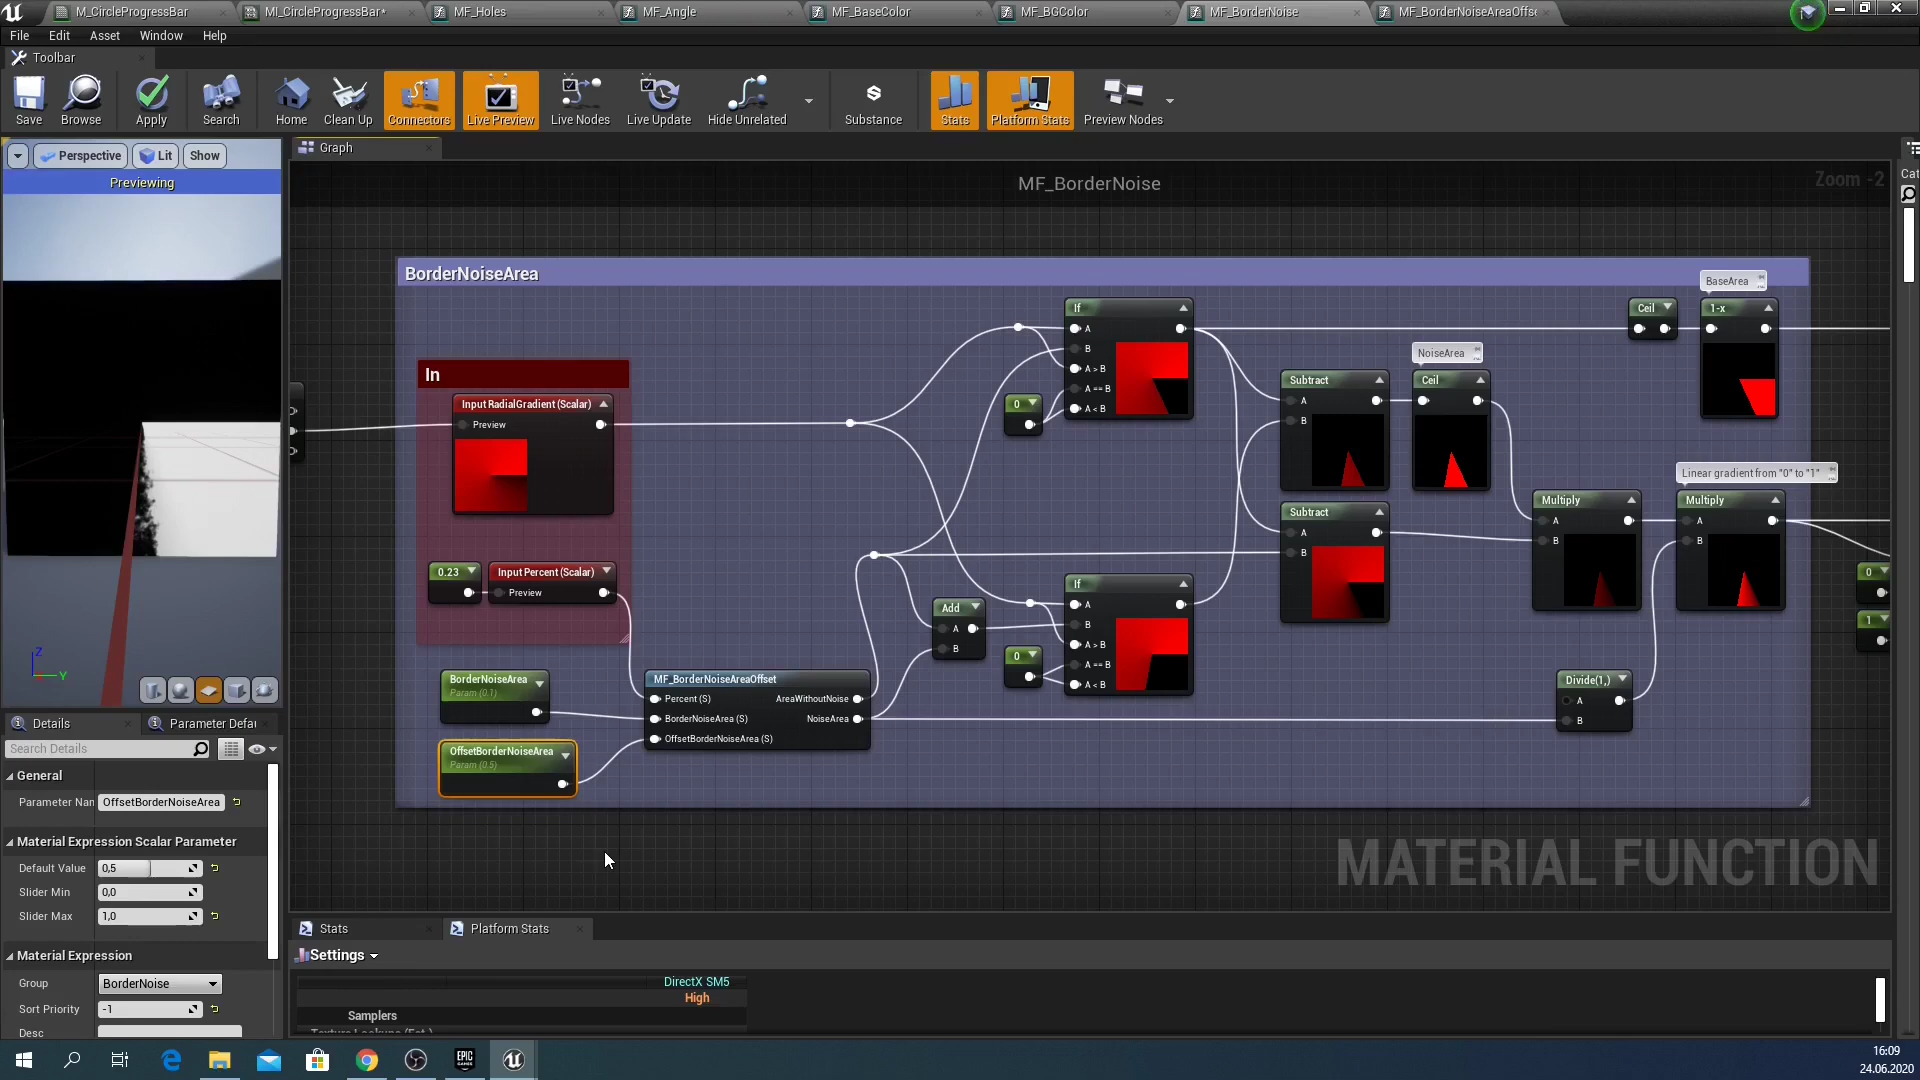 M_CircleProgressBar
MI_CircleProgressBar*
MF_Holes
MF_Angle
MF_BaseColor
MF_BGColor
MF_BorderNoise
MF_BorderNoiseAreaOffse
File Edit Asset Window Help
Toolbar
Save
Browse
Apply
Search
Home
Clean Up
Connectors
Live Preview
Live Nodes
Live Update
Hide Unrelated
Substance
Stats
Platform Stats
Preview Nodes
Perspective
Lit
Show
Previewing
Graph
MF_BorderNoise
Zoom -2
Cat
BorderNoiseArea
BaseArea
If
A
B
A > B
A == B
A < B
0
Ceil
1-x
In
Input RadialGradient (Scalar)
Preview
NoiseArea
Subtract
A
B
Ceil
Linear gradient from "0" to "1"
Multiply
A
B
Multiply
A
B
Subtract
A
B
0.23
Input Percent (Scalar)
Preview
If
A
B
A > B
A == B
A < B
Add
A
B
0
0
1
BorderNoiseArea
Param (0.1)
MF_BorderNoiseAreaOffset
Percent (S)
AreaWithoutNoise
BorderNoiseArea (S)
NoiseArea
OffsetBorderNoiseArea (S)
Divide(1,)
A
B
OffsetBorderNoiseArea
Param (0.5)
Z
Y
MATERIAL FUNCTION
Details
Parameter Defau
Search Details
General
Parameter Nan
OffsetBorderNoiseArea
Material Expression Scalar Parameter
Default Value
0,5
Slider Min
0,0
Slider Max
1,0
Material Expression
Group
BorderNoise
Sort Priority
-1
Desc
Stats
Platform Stats
Settings
DirectX SM5
High
Samplers
EPIC
GAMES
16:09
24.06.2020